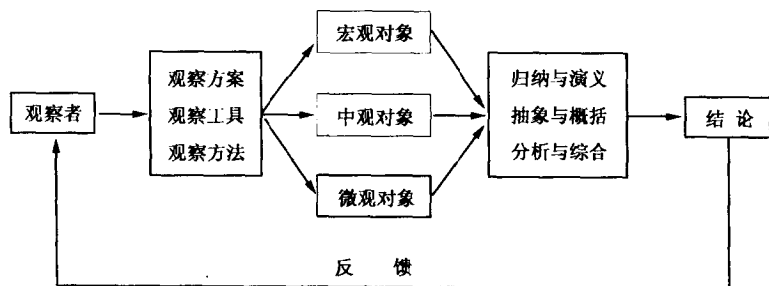 宏观对象
观察方案
归纳与演义
观察者
观察工具
中观对象
抽象与概括
结 论
观察方法
分析与综合
微观对象
反 馈